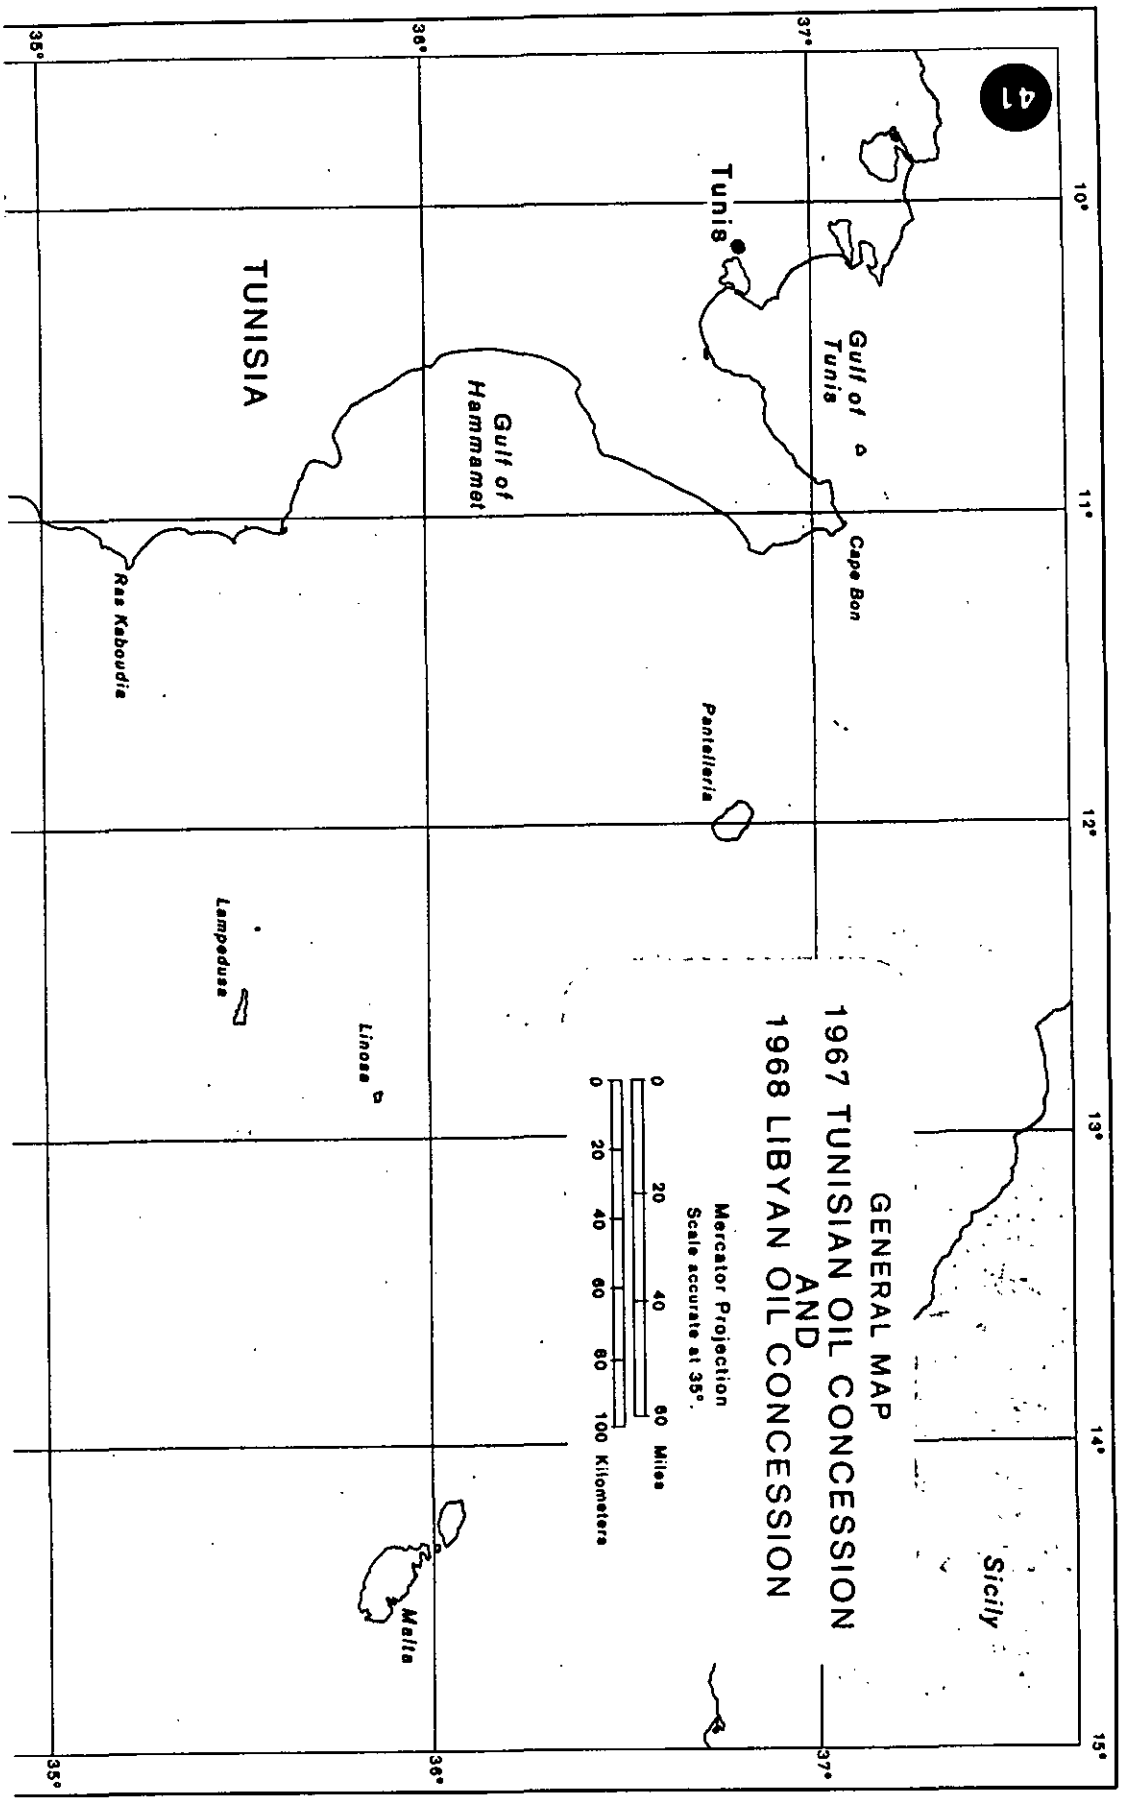 41
10°
11°
12°
13°
14°
15°
37°
37°
36°
36°
35°
35°
GENERAL MAP
1967 TUNISIAN OIL CONCESSION
AND
1968 LIBYAN OIL CONCESSION
Mercator Projection
Scale accurate at 35°.
0 20 40 60 Miles
0 20 40 60 80 100 Kilometers
Sicily
Gulf of
Tunis
Cape Bon
Tunis
Pantelleria
Gulf of
Hammamet
TUNISIA
Linosa
Malta
Lampedusa
Ras Kaboudia